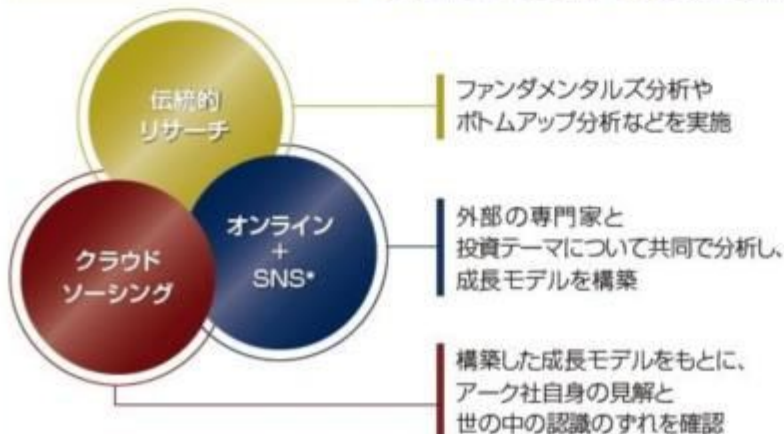 伝統的
リサーチ
ファンダメンタルズ分析や
ボトムアップ分析などを実施
オンライン
+
SNS*
外部の専門家と
投資テーマについて共同で分析し、
成長モデルを構築
クラウド
ソーシング
構築した成長モデルをもとに、
アーク社自身の見解と
世の中の認識のずれを確認